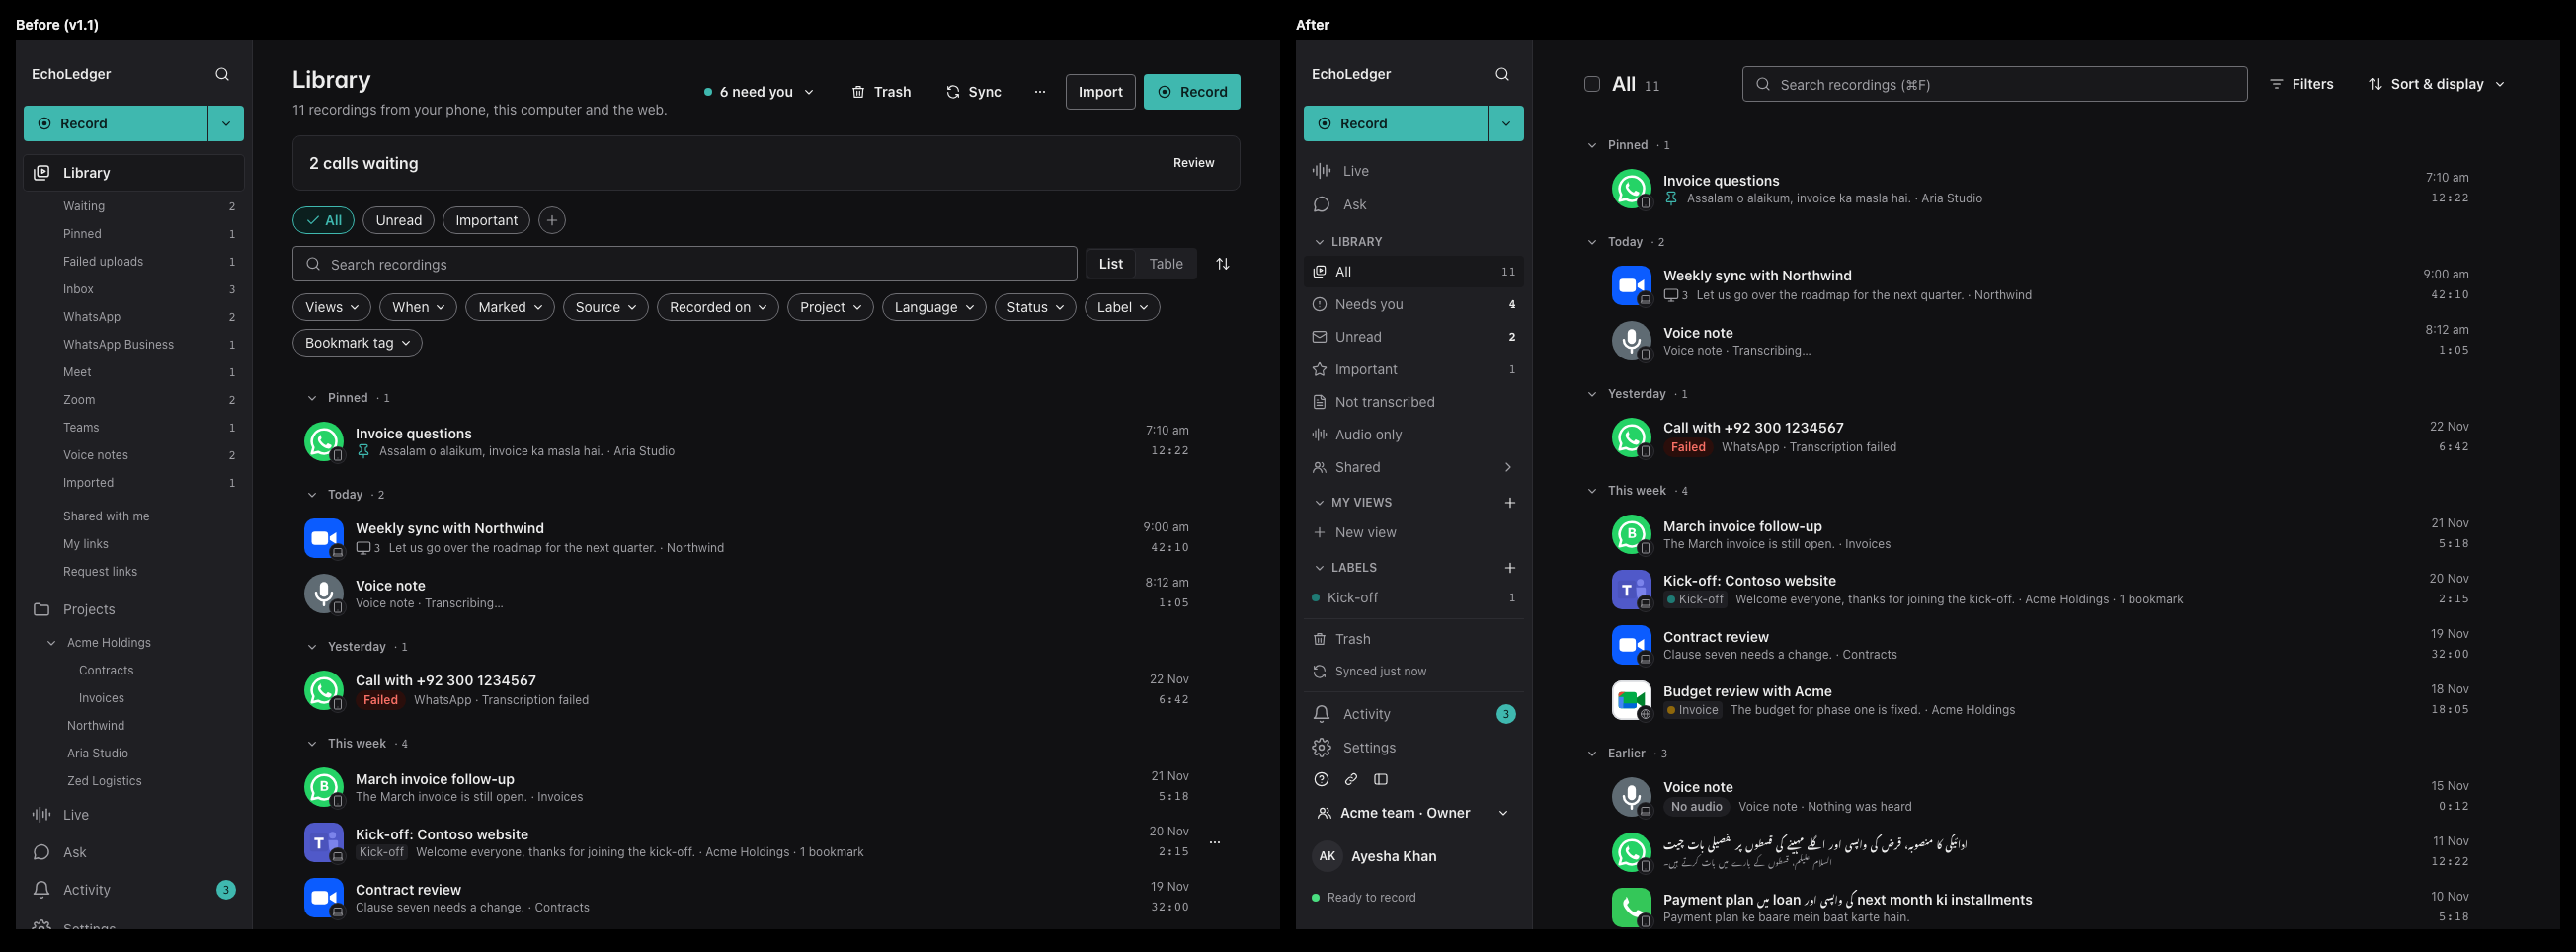 Before (v1.1)
EchoLedger
Record
Library
Waiting 2
Pinned 1
Failed uploads 1
Inbox 3
WhatsApp 2
WhatsApp Business 1
Meet 1
Zoom 2
Teams 1
Voice notes 2
Imported 1
Shared with me
My links
Request links
Projects
Acme Holdings
Contracts
Invoices
Northwind
Aria Studio
Zed Logistics
Live
Ask
Activity 3
Settings
Library
11 recordings from your phone, this computer and the web.
6 need you Trash Sync ... Import Record
2 calls waiting Review
All Unread Important
Search recordings List Table
Views When Marked Source Recorded on Project Language Status Label
Bookmark tag
Pinned · 1
Invoice questions 7:10 am
Assalam o alaikum, invoice ka masla hai. · Aria Studio 12:22
Today · 2
Weekly sync with Northwind 9:00 am
3 Let us go over the roadmap for the next quarter. · Northwind 42:10
Voice note 8:12 am
Voice note · Transcribing... 1:05
Yesterday · 1
Call with +92 300 1234567 22 Nov
Failed WhatsApp · Transcription failed 6:42
This week · 4
March invoice follow-up 21 Nov
The March invoice is still open. · Invoices 5:18
Kick-off: Contoso website 20 Nov
Kick-off Welcome everyone, thanks for joining the kick-off. · Acme Holdings · 1 bookmark 2:15 ...
Contract review 19 Nov
Clause seven needs a change. · Contracts 32:00
After
EchoLedger
Record
Live
Ask
LIBRARY
All 11
Needs you 4
Unread 2
Important 1
Not transcribed
Audio only
Shared
MY VIEWS
New view
LABELS
Kick-off 1
Trash
Synced just now
Activity 3
Settings
Acme team · Owner
AK Ayesha Khan
Ready to record
All 11 Search recordings (⌘F) Filters Sort & display
Pinned · 1
Invoice questions 7:10 am
Assalam o alaikum, invoice ka masla hai. · Aria Studio 12:22
Today · 2
Weekly sync with Northwind 9:00 am
3 Let us go over the roadmap for the next quarter. · Northwind 42:10
Voice note 8:12 am
Voice note · Transcribing... 1:05
Yesterday · 1
Call with +92 300 1234567 22 Nov
Failed WhatsApp · Transcription failed 6:42
This week · 4
March invoice follow-up 21 Nov
The March invoice is still open. · Invoices 5:18
Kick-off: Contoso website 20 Nov
Kick-off Welcome everyone, thanks for joining the kick-off. · Acme Holdings · 1 bookmark 2:15
Contract review 19 Nov
Clause seven needs a change. · Contracts 32:00
Budget review with Acme 18 Nov
Invoice The budget for phase one is fixed. · Acme Holdings 18:05
Earlier · 3
Voice note 15 Nov
No audio Voice note · Nothing was heard 0:12
ادائیگی کا منصوبہ، قرض کی واپسی اور اگلے مہینے کی قسطوں پر تفصیلی بات چیت 11 Nov
السلام علیکم، قسطوں کے بارے میں بات کرتے ہیں۔ 12:22
Payment plan میں loan کی واپسی اور next month ki installments 10 Nov
Payment plan ke baare mein baat karte hain. 5:18